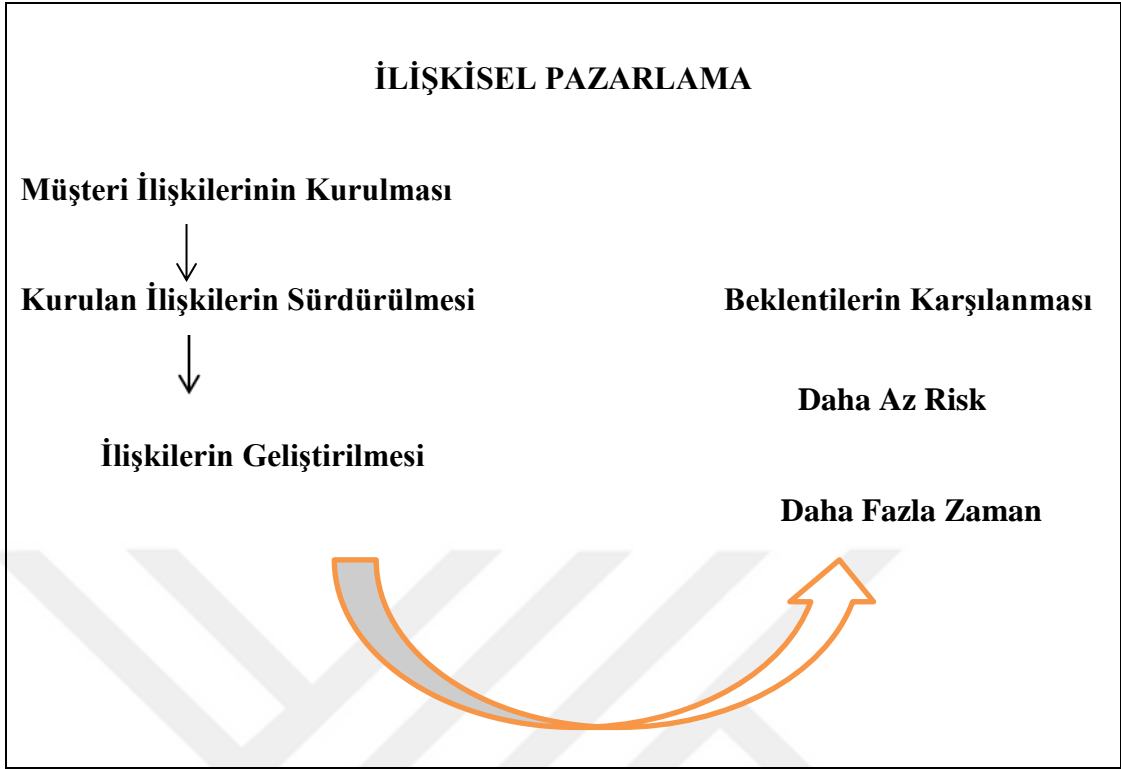 İLİŞKİSEL PAZARLAMA
Müşteri İlişkilerinin Kurulması
Kurulan İlişkilerin Sürdürülmesi
Beklentilerin Karşılanması
Daha Az Risk
İlişkilerin Geliştirilmesi
Daha Fazla Zaman